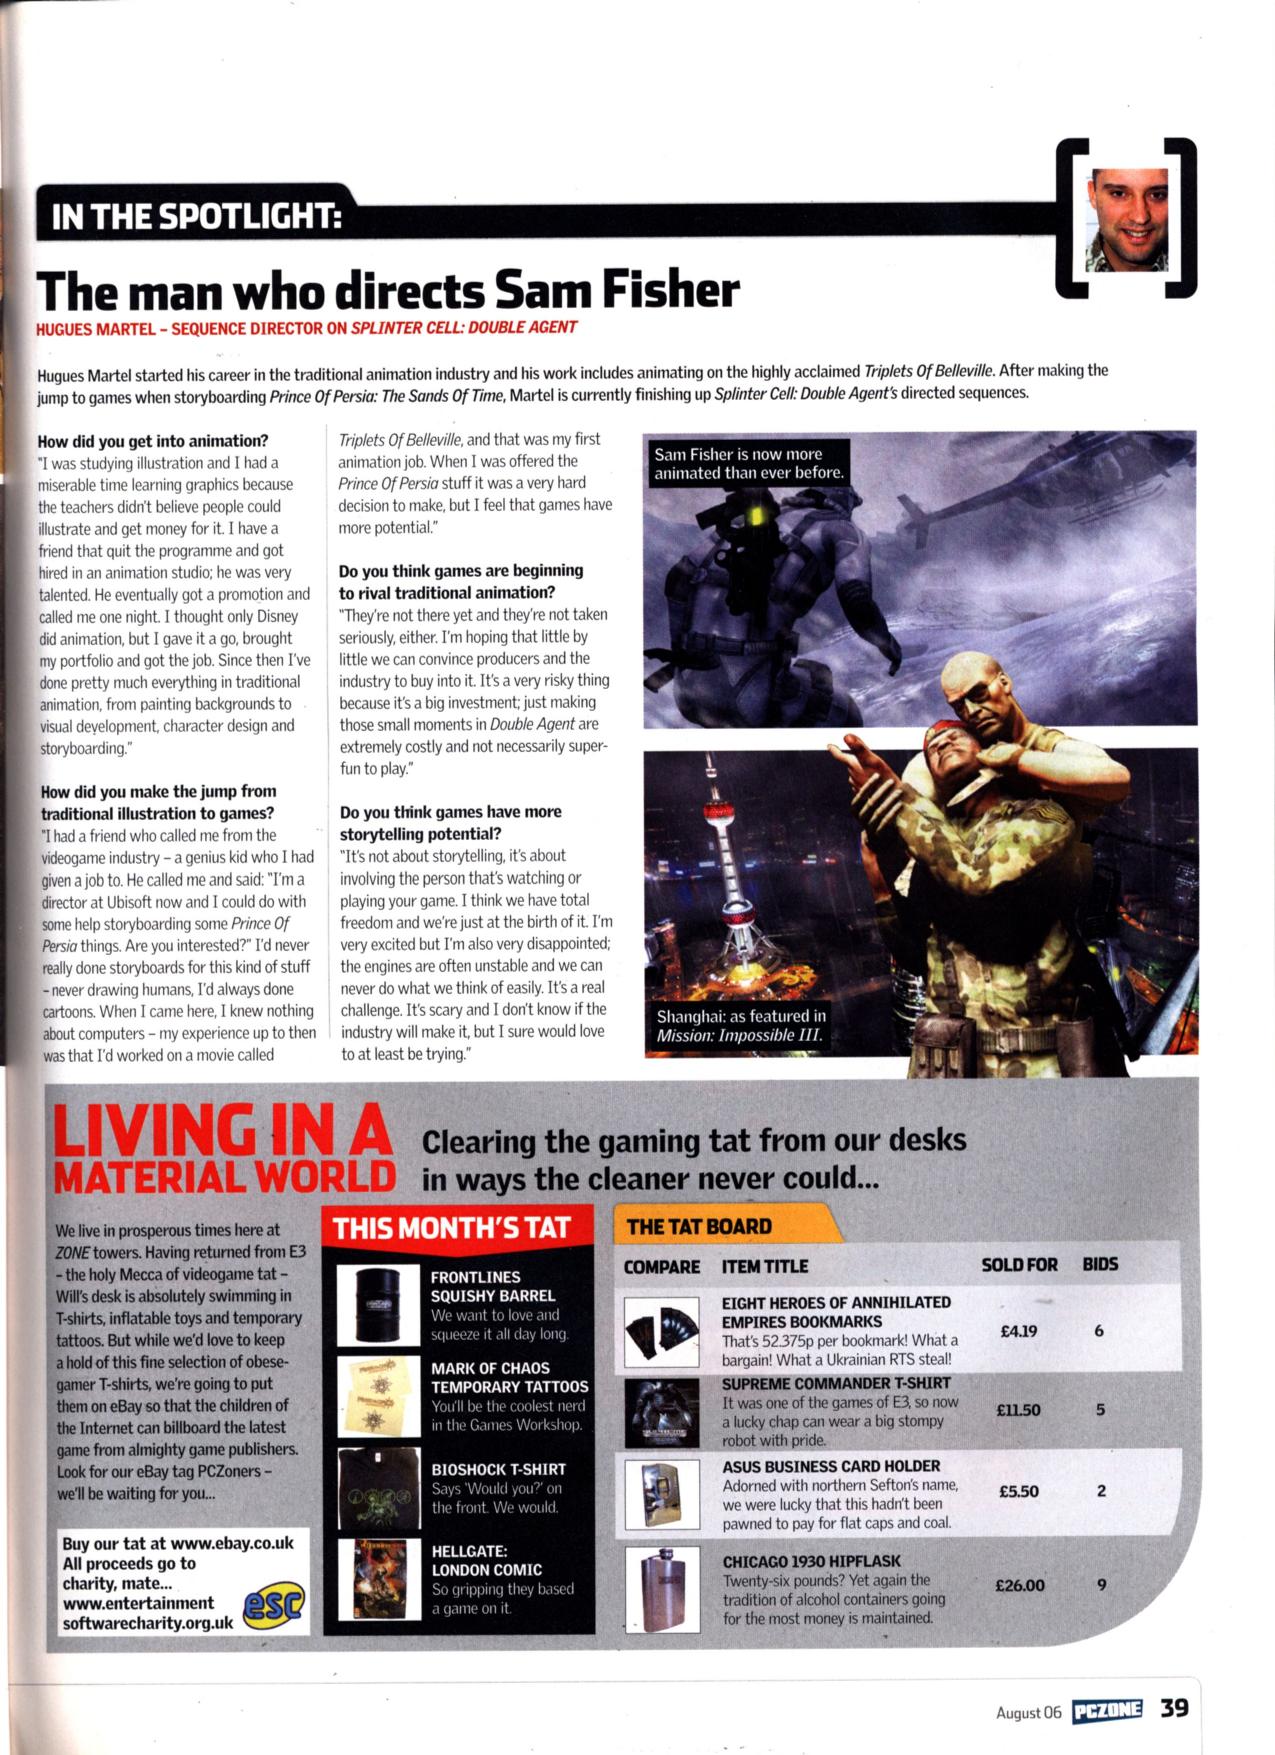 IN THE SPOTLIGHT:
The man who directs Sam Fisher
HUGUES MARTEL – SEQUENCE DIRECTOR ON SPLINTER CELL: DOUBLE AGENT
Hugues Martel started his career in the traditional animation industry and his work includes animating on the highly acclaimed Triplets Of Belleville. After making the
jump to games when storyboarding Prince Of Persia: The Sands Of Time, Martel is currently finishing up Splinter Cell: Double Agent's directed sequences.
How did you get into animation?
"I was studying illustration and I had a
miserable time learning graphics because
the teachers didn't believe people could
illustrate and get money for it. I have a
friend that quit the programme and got
hired in an animation studio; he was very
talented. He eventually got a promotion and
called me one night. I thought only Disney
did animation, but I gave it a go, brought
my portfolio and got the job. Since then I've
done pretty much everything in traditional
animation, from painting backgrounds to
visual development, character design and
storyboarding."
How did you make the jump from
traditional illustration to games?
"I had a friend who called me from the
videogame industry – a genius kid who I had
given a job to. He called me and said: "I'm a
director at Ubisoft now and I could do with
some help storyboarding some Prince Of
Persia things. Are you interested?" I'd never
really done storyboards for this kind of stuff
– never drawing humans, I'd always done
cartoons. When I came here, I knew nothing
about computers – my experience up to then
was that I'd worked on a movie called
Triplets Of Belleville, and that was my first
animation job. When I was offered the
Prince Of Persia stuff it was a very hard
decision to make, but I feel that games have
more potential."
Do you think games are beginning
to rival traditional animation?
"They're not there yet and they're not taken
seriously, either. I'm hoping that little by
little we can convince producers and the
industry to buy into it. It's a very risky thing
because it's a big investment; just making
those small moments in Double Agent are
extremely costly and not necessarily super-
fun to play."
Do you think games have more
storytelling potential?
"It's not about storytelling, it's about
involving the person that's watching or
playing your game. I think we have total
freedom and we're just at the birth of it. I'm
very excited but I'm also very disappointed;
the engines are often unstable and we can
never do what we think of easily. It's a real
challenge. It's scary and I don't know if the
industry will make it, but I sure would love
to at least be trying."
Sam Fisher is now more
animated than ever before.
Shanghai: as featured in
Mission: Impossible III.
LIVING IN A
MATERIAL WORLD
Clearing the gaming tat from our desks
in ways the cleaner never could...
We live in prosperous times here at
ZONE towers. Having returned from E3
– the holy Mecca of videogame tat –
Will's desk is absolutely swimming in
T-shirts, inflatable toys and temporary
tattoos. But while we'd love to keep
a hold of this fine selection of obese-
gamer T-shirts, we're going to put
them on eBay so that the children of
the Internet can billboard the latest
game from almighty game publishers.
Look for our eBay tag PCZoners –
we'll be waiting for you...
Buy our tat at www.ebay.co.uk
All proceeds go to
charity, mate...
www.entertainment
softwarecharity.org.uk
esc
THIS MONTH'S TAT
FRONTLINES
SQUISHY BARREL
We want to love and
squeeze it all day long.
MARK OF CHAOS
TEMPORARY TATTOOS
You'll be the coolest nerd
in the Games Workshop.
BIOSHOCK T-SHIRT
Says 'Would you?' on
the front. We would.
HELLGATE:
LONDON COMIC
So gripping they based
a game on it.
THE TAT BOARD
COMPARE ITEM TITLE SOLD FOR BIDS
EIGHT HEROES OF ANNIHILATED
EMPIRES BOOKMARKS
That's 52.375p per bookmark! What a
bargain! What a Ukrainian RTS steal!
£4.19 6
SUPREME COMMANDER T-SHIRT
It was one of the games of E3, so now
a lucky chap can wear a big stompy
robot with pride.
£11.50 5
ASUS BUSINESS CARD HOLDER
Adorned with northern Sefton's name,
we were lucky that this hadn't been
pawned to pay for flat caps and coal.
£5.50 2
CHICAGO 1930 HIPFLASK
Twenty-six pounds? Yet again the
tradition of alcohol containers going
for the most money is maintained.
£26.00 9
August 06 PCZONE 39